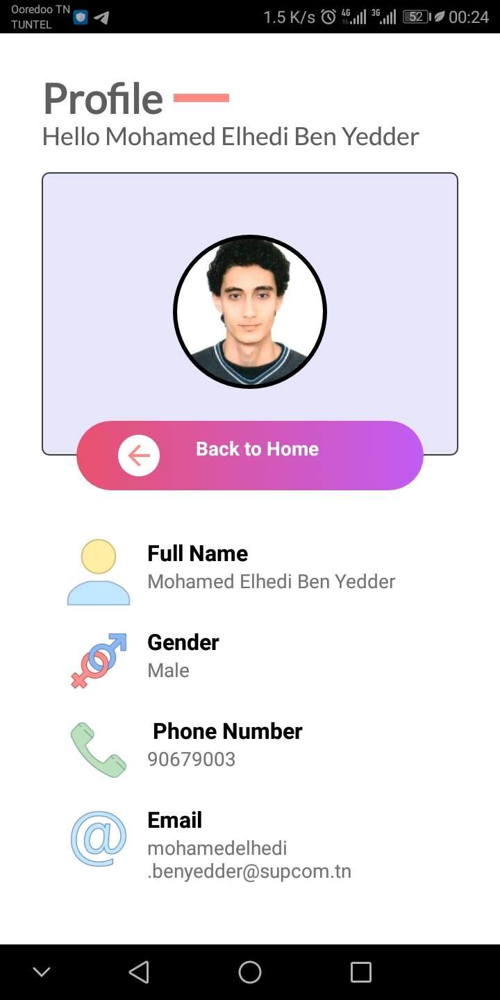 Ooredoo TN
TUNTEL
1.5 K/s 4G 3G 52 00:24
Profile
Hello Mohamed Elhedi Ben Yedder
Back to Home
Full Name
Mohamed Elhedi Ben Yedder
Gender
Male
Phone Number
90679003
Email
mohamedelhedi
.benyedder@supcom.tn